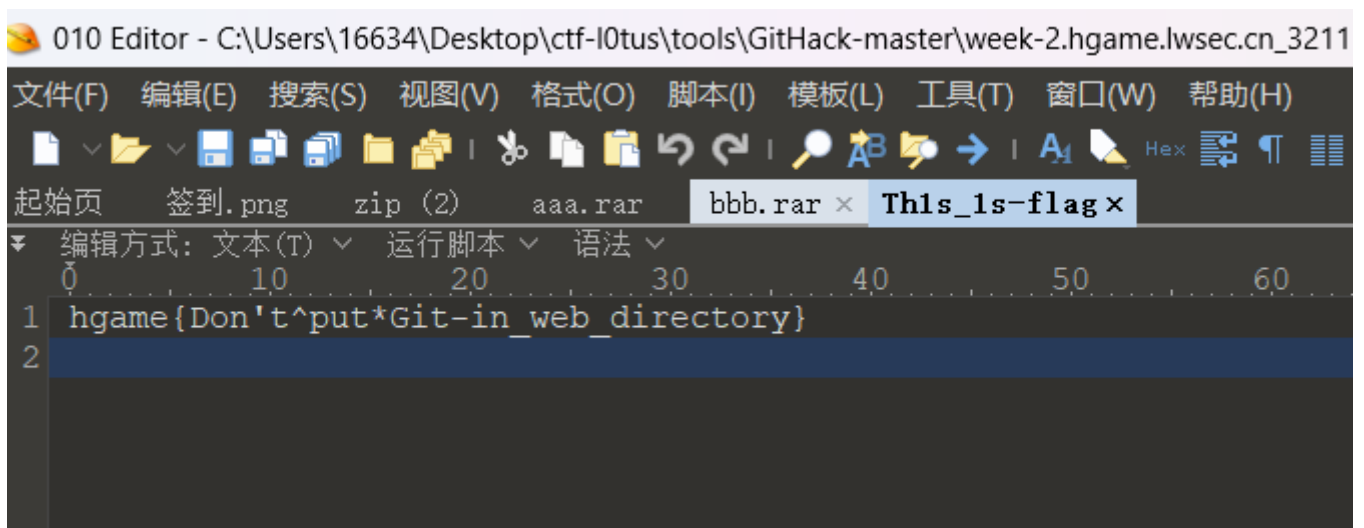 010 Editor - C:\Users\16634\Desktop\ctf-l0tus\tools\GitHack-master\week-2.hgame.lwsec.cn_3211
文件(F) 编辑(E) 搜索(S) 视图(V) 格式(O) 脚本(I) 模板(L) 工具(T) 窗口(W) 帮助(H)
Hex
起始页 签到.png zip (2) aaa.rar bbb.rar × Th1s_1s-flag ×
编辑方式: 文本(T) 运行脚本 语法
0 10 20 30 40 50 60
1 hgame{Don't^put*Git-in_web_directory}
2